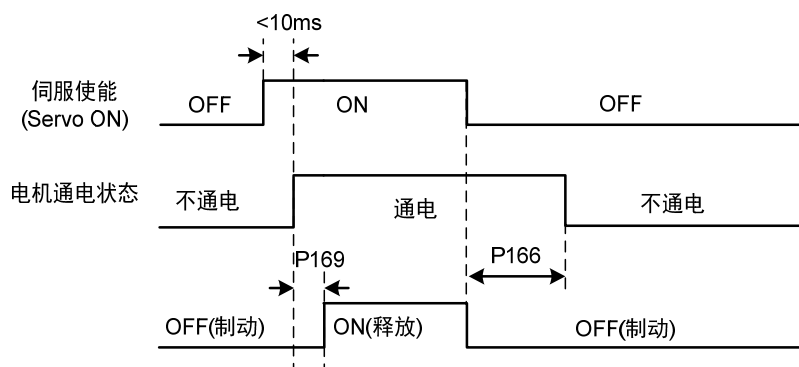 <10ms
伺服使能
(Servo ON)
OFF
ON
OFF
电机通电状态
不通电
通电
不通电
P169
P166
OFF(制动)
ON(释放)
OFF(制动)